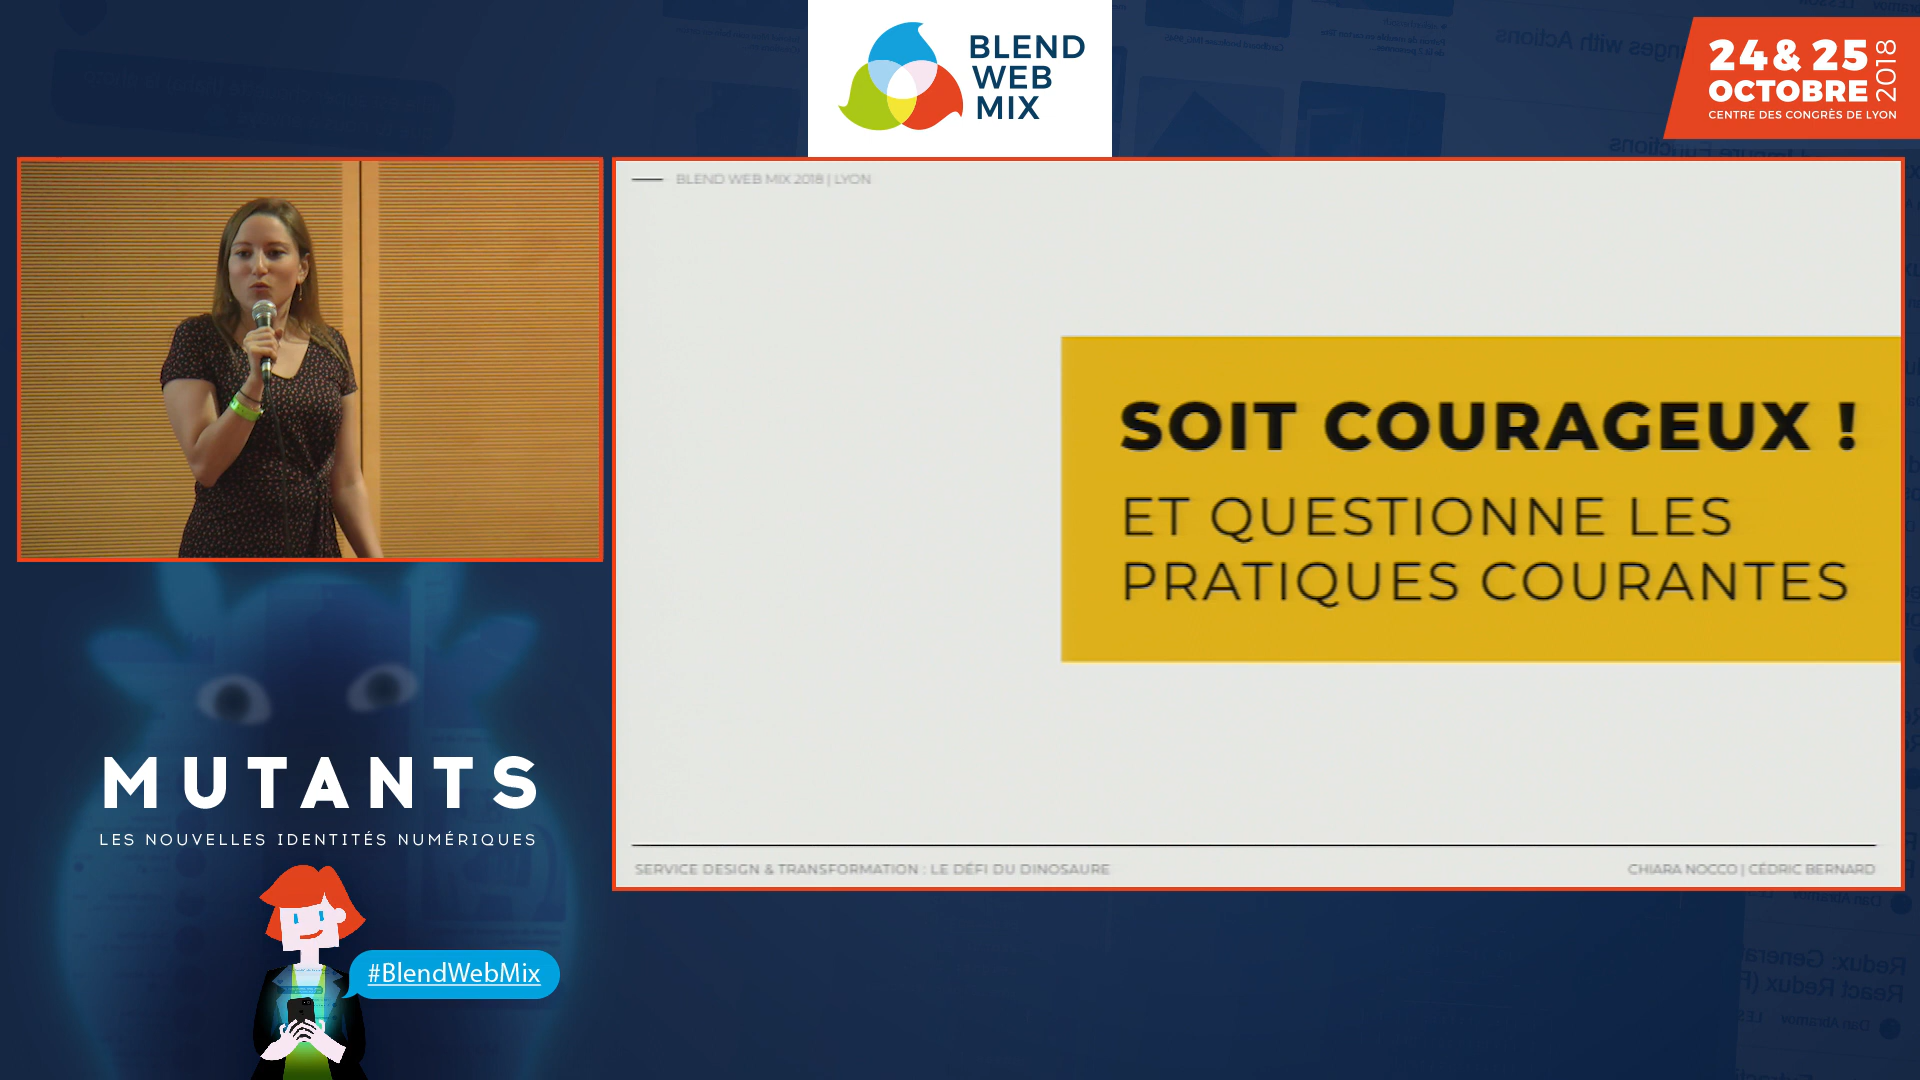 BLEND
WEB
MIX
24 & 25
OCTOBRE
2018
CENTRE DES CONGRÈS DE LYON
BLEND WEB MIX 2018 | LYON
SOIT COURAGEUX !
ET QUESTIONNE LES
PRATIQUES COURANTES
SERVICE DESIGN & TRANSFORMATION : LE DÉFI DU DINOSAURE
CHIARA NOCCO | CÉDRIC BERNARD
MUTANTS
LES NOUVELLES IDENTITÉS NUMÉRIQUES
#BlendWebMix